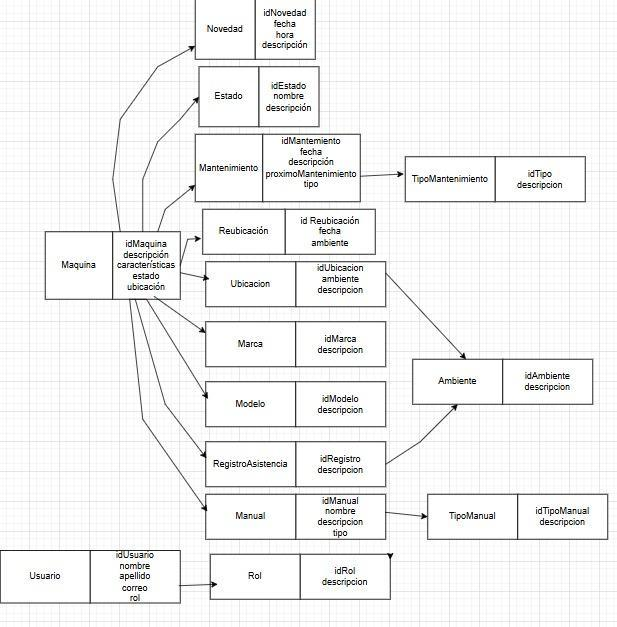 Novedad
idNovedad
fecha
hora
descripción
Estado
idEstado
nombre
descripción
Mantenimiento
idMantemiento
fecha
descripción
proximoMantenimiento
tipo
TipoMantenimiento
idTipo
descripcion
Reubicación
id Reubicación
fecha
ambiente
Maquina
idMaquina
descripción
características
estado
ubicación
Ubicacion
idUbicacion
ambiente
descripcion
Marca
idMarca
descripcion
Ambiente
idAmbiente
descripcion
Modelo
idModelo
descripcion
RegistroAsistencia
idRegistro
descripcion
Manual
idManual
nombre
descripcion
tipo
TipoManual
idTipoManual
descripcion
Usuario
idUsuario
nombre
apellido
correo
rol
Rol
idRol
descripcion